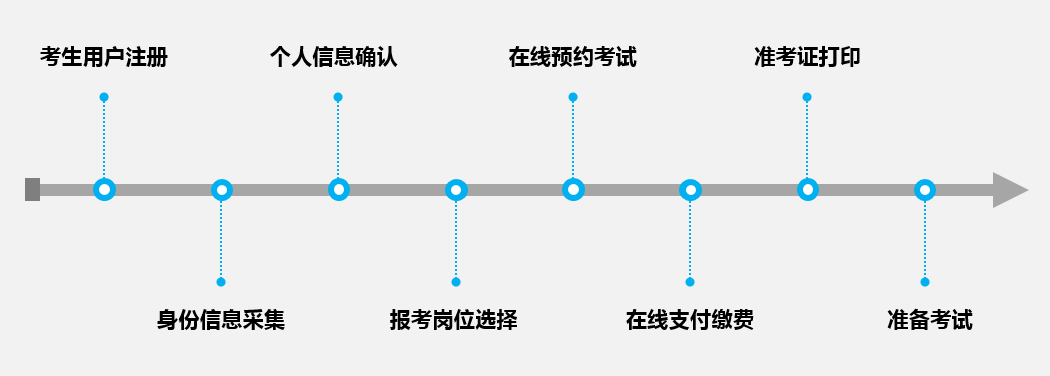 考生用户注册
个人信息确认
在线预约考试
准考证打印
身份信息采集
报考岗位选择
在线支付缴费
准备考试